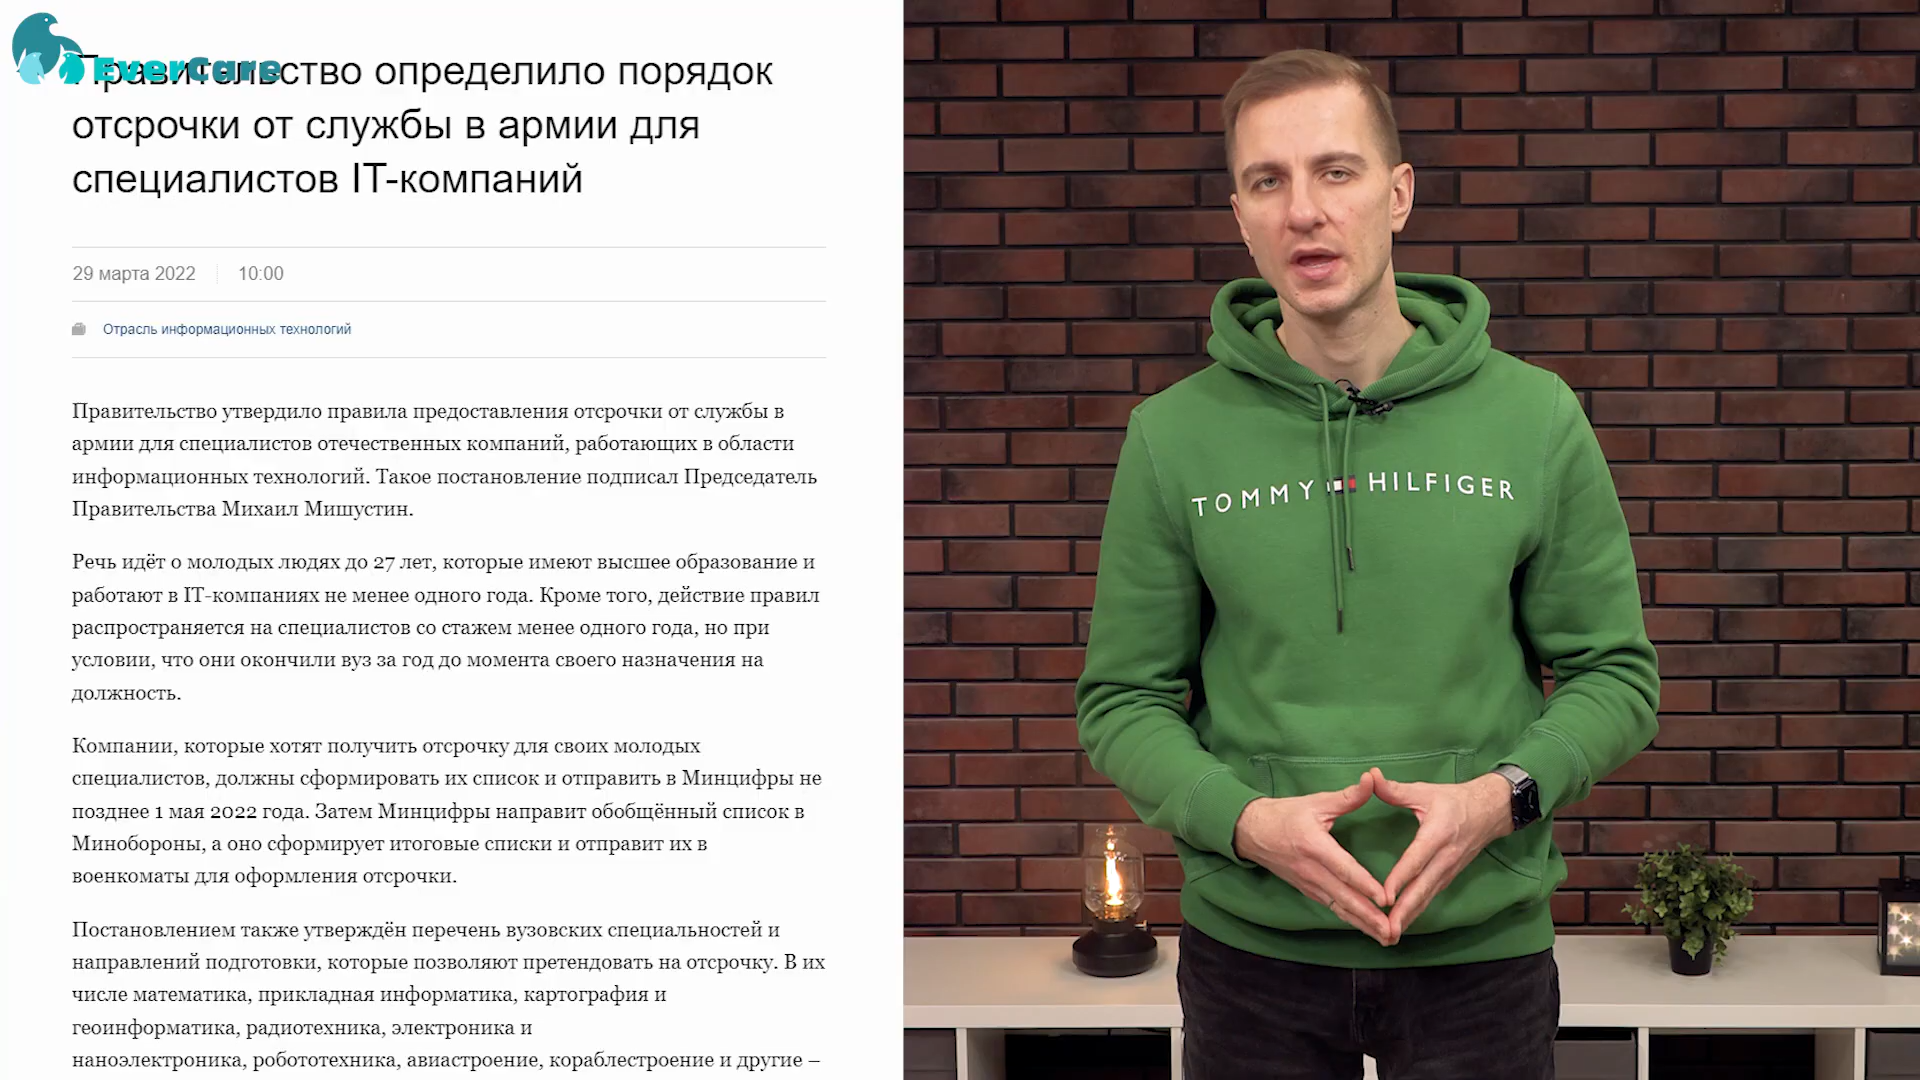 EverCare
Правительство определило порядок
отсрочки от службы в армии для
специалистов IT-компаний
29 марта 2022 10:00
Отрасль информационных технологий
Правительство утвердило правила предоставления отсрочки от службы в
армии для специалистов отечественных компаний, работающих в области
информационных технологий. Такое постановление подписал Председатель
Правительства Михаил Мишустин.
Речь идёт о молодых людях до 27 лет, которые имеют высшее образование и
работают в IT-компаниях не менее одного года. Кроме того, действие правил
распространяется на специалистов со стажем менее одного года, но при
условии, что они окончили вуз за год до момента своего назначения на
должность.
Компании, которые хотят получить отсрочку для своих молодых
специалистов, должны сформировать их список и отправить в Минцифры не
позднее 1 мая 2022 года. Затем Минцифры направит обобщённый список в
Минобороны, а оно сформирует итоговые списки и отправит их в
военкоматы для оформления отсрочки.
Постановлением также утверждён перечень вузовских специальностей и
направлений подготовки, которые позволяют претендовать на отсрочку. В их
числе математика, прикладная информатика, картография и
геоинформатика, радиотехника, электроника и
наноэлектроника, робототехника, авиастроение, кораблестроение и другие –
TOMMY HILFIGER